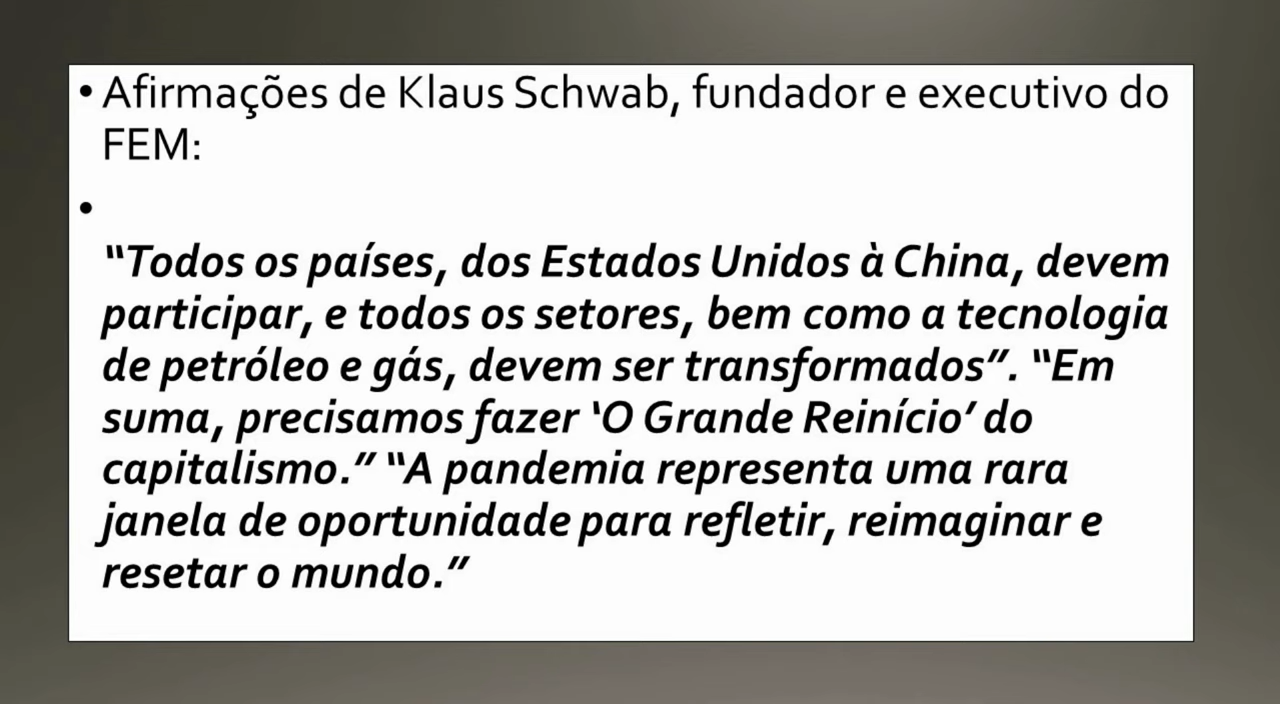 • Afirmações de Klaus Schwab, fundador e executivo do
FEM:
•
“Todos os países, dos Estados Unidos à China, devem
participar, e todos os setores, bem como a tecnologia
de petróleo e gás, devem ser transformados”. “Em
suma, precisamos fazer ‘O Grande Reinício’ do
capitalismo.” “A pandemia representa uma rara
janela de oportunidade para refletir, reimaginar e
resetar o mundo.”